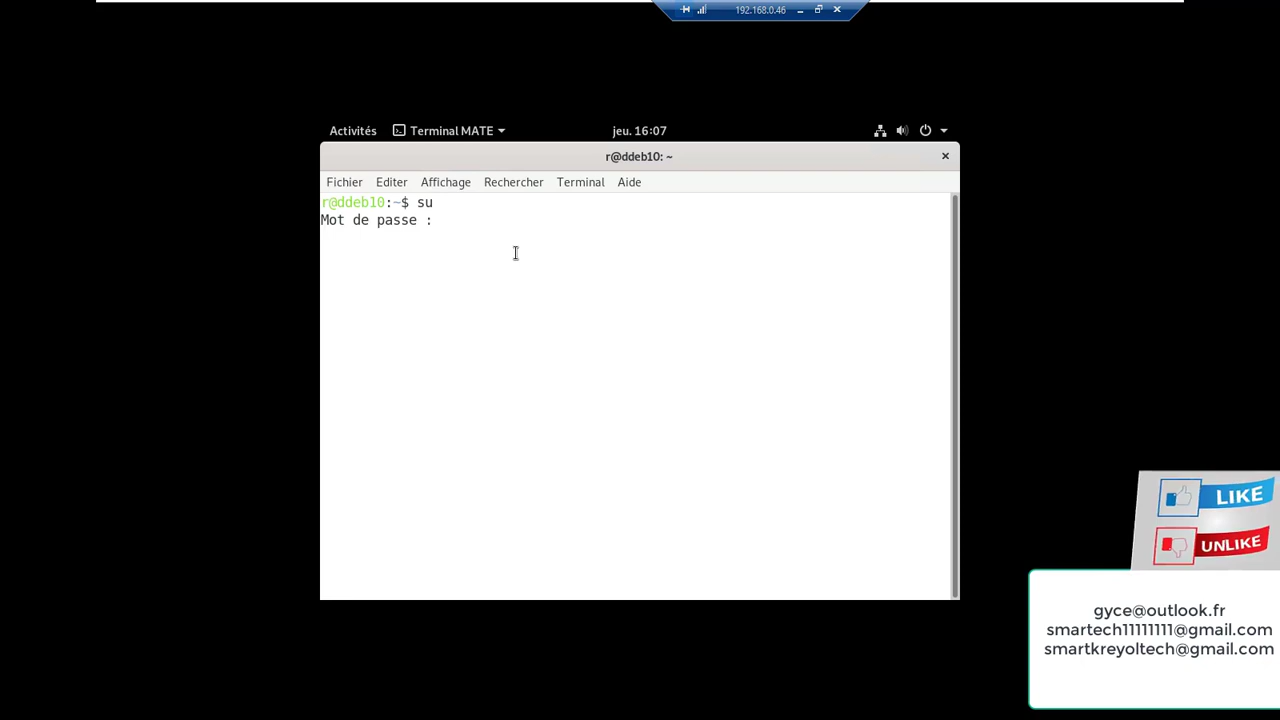 192.168.0.46
Activités Terminal MATE jeu. 16:07
r@ddeb10: ~
Fichier Editer Affichage Rechercher Terminal Aide
r@ddeb10:~$ su
Mot de passe :
LIKE
UNLIKE
gyce@outlook.fr
smartech11111111@gmail.com
smartkreyoltech@gmail.com